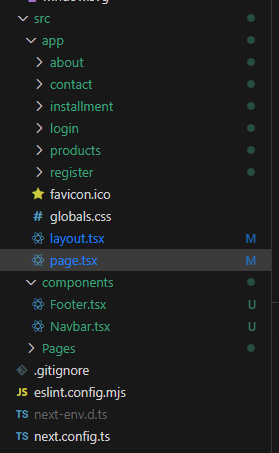 src
app
about
contact
installment
login
products
register
favicon.ico
# globals.css
layout.tsx M
page.tsx M
components
Footer.tsx U
Navbar.tsx U
Pages
.gitignore
JS eslint.config.mjs
TS next-env.d.ts
TS next.config.ts